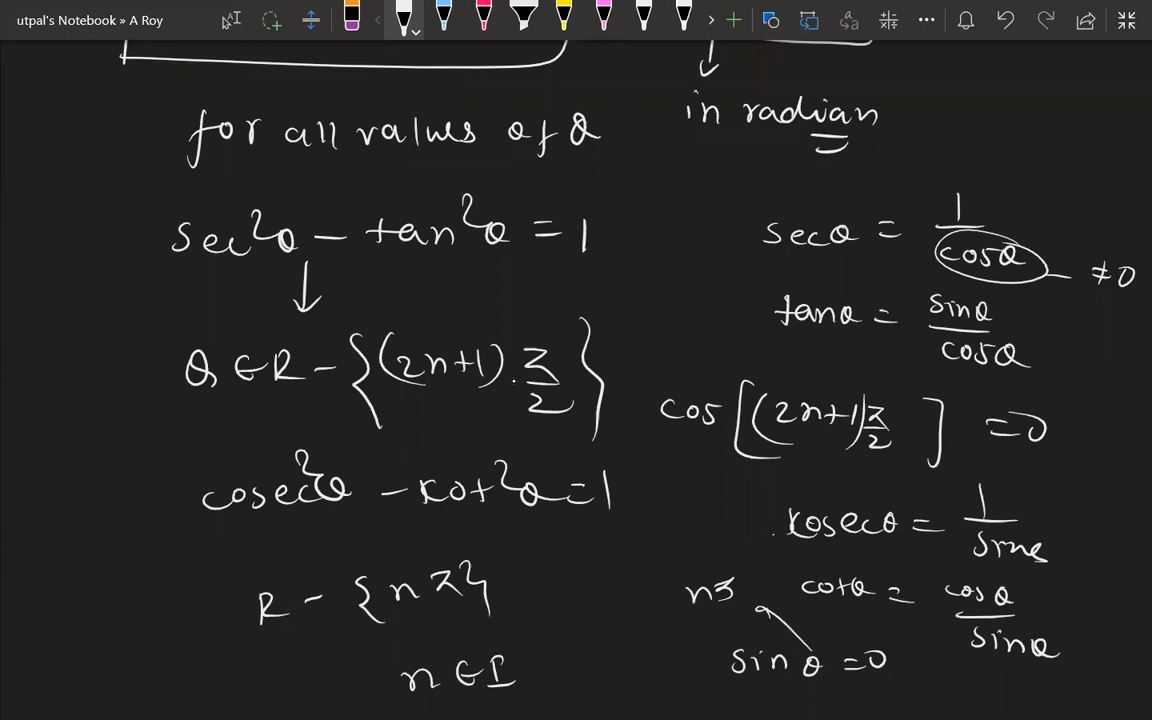 utpal's Notebook » A Roy
in radian
for all values of θ
sec²θ - tan²θ = 1
secθ = 1/cosθ ≠0
tanθ = sinθ/cosθ
θ ∈ R - {(2n+1).π/2}
cos[(2n+1)π/2] =0
cosec²θ - cot²θ = 1
cosecθ = 1/sinθ
R - {nπ}
nπ cotθ = cosθ/sinθ
sinθ =0
n ∈ I